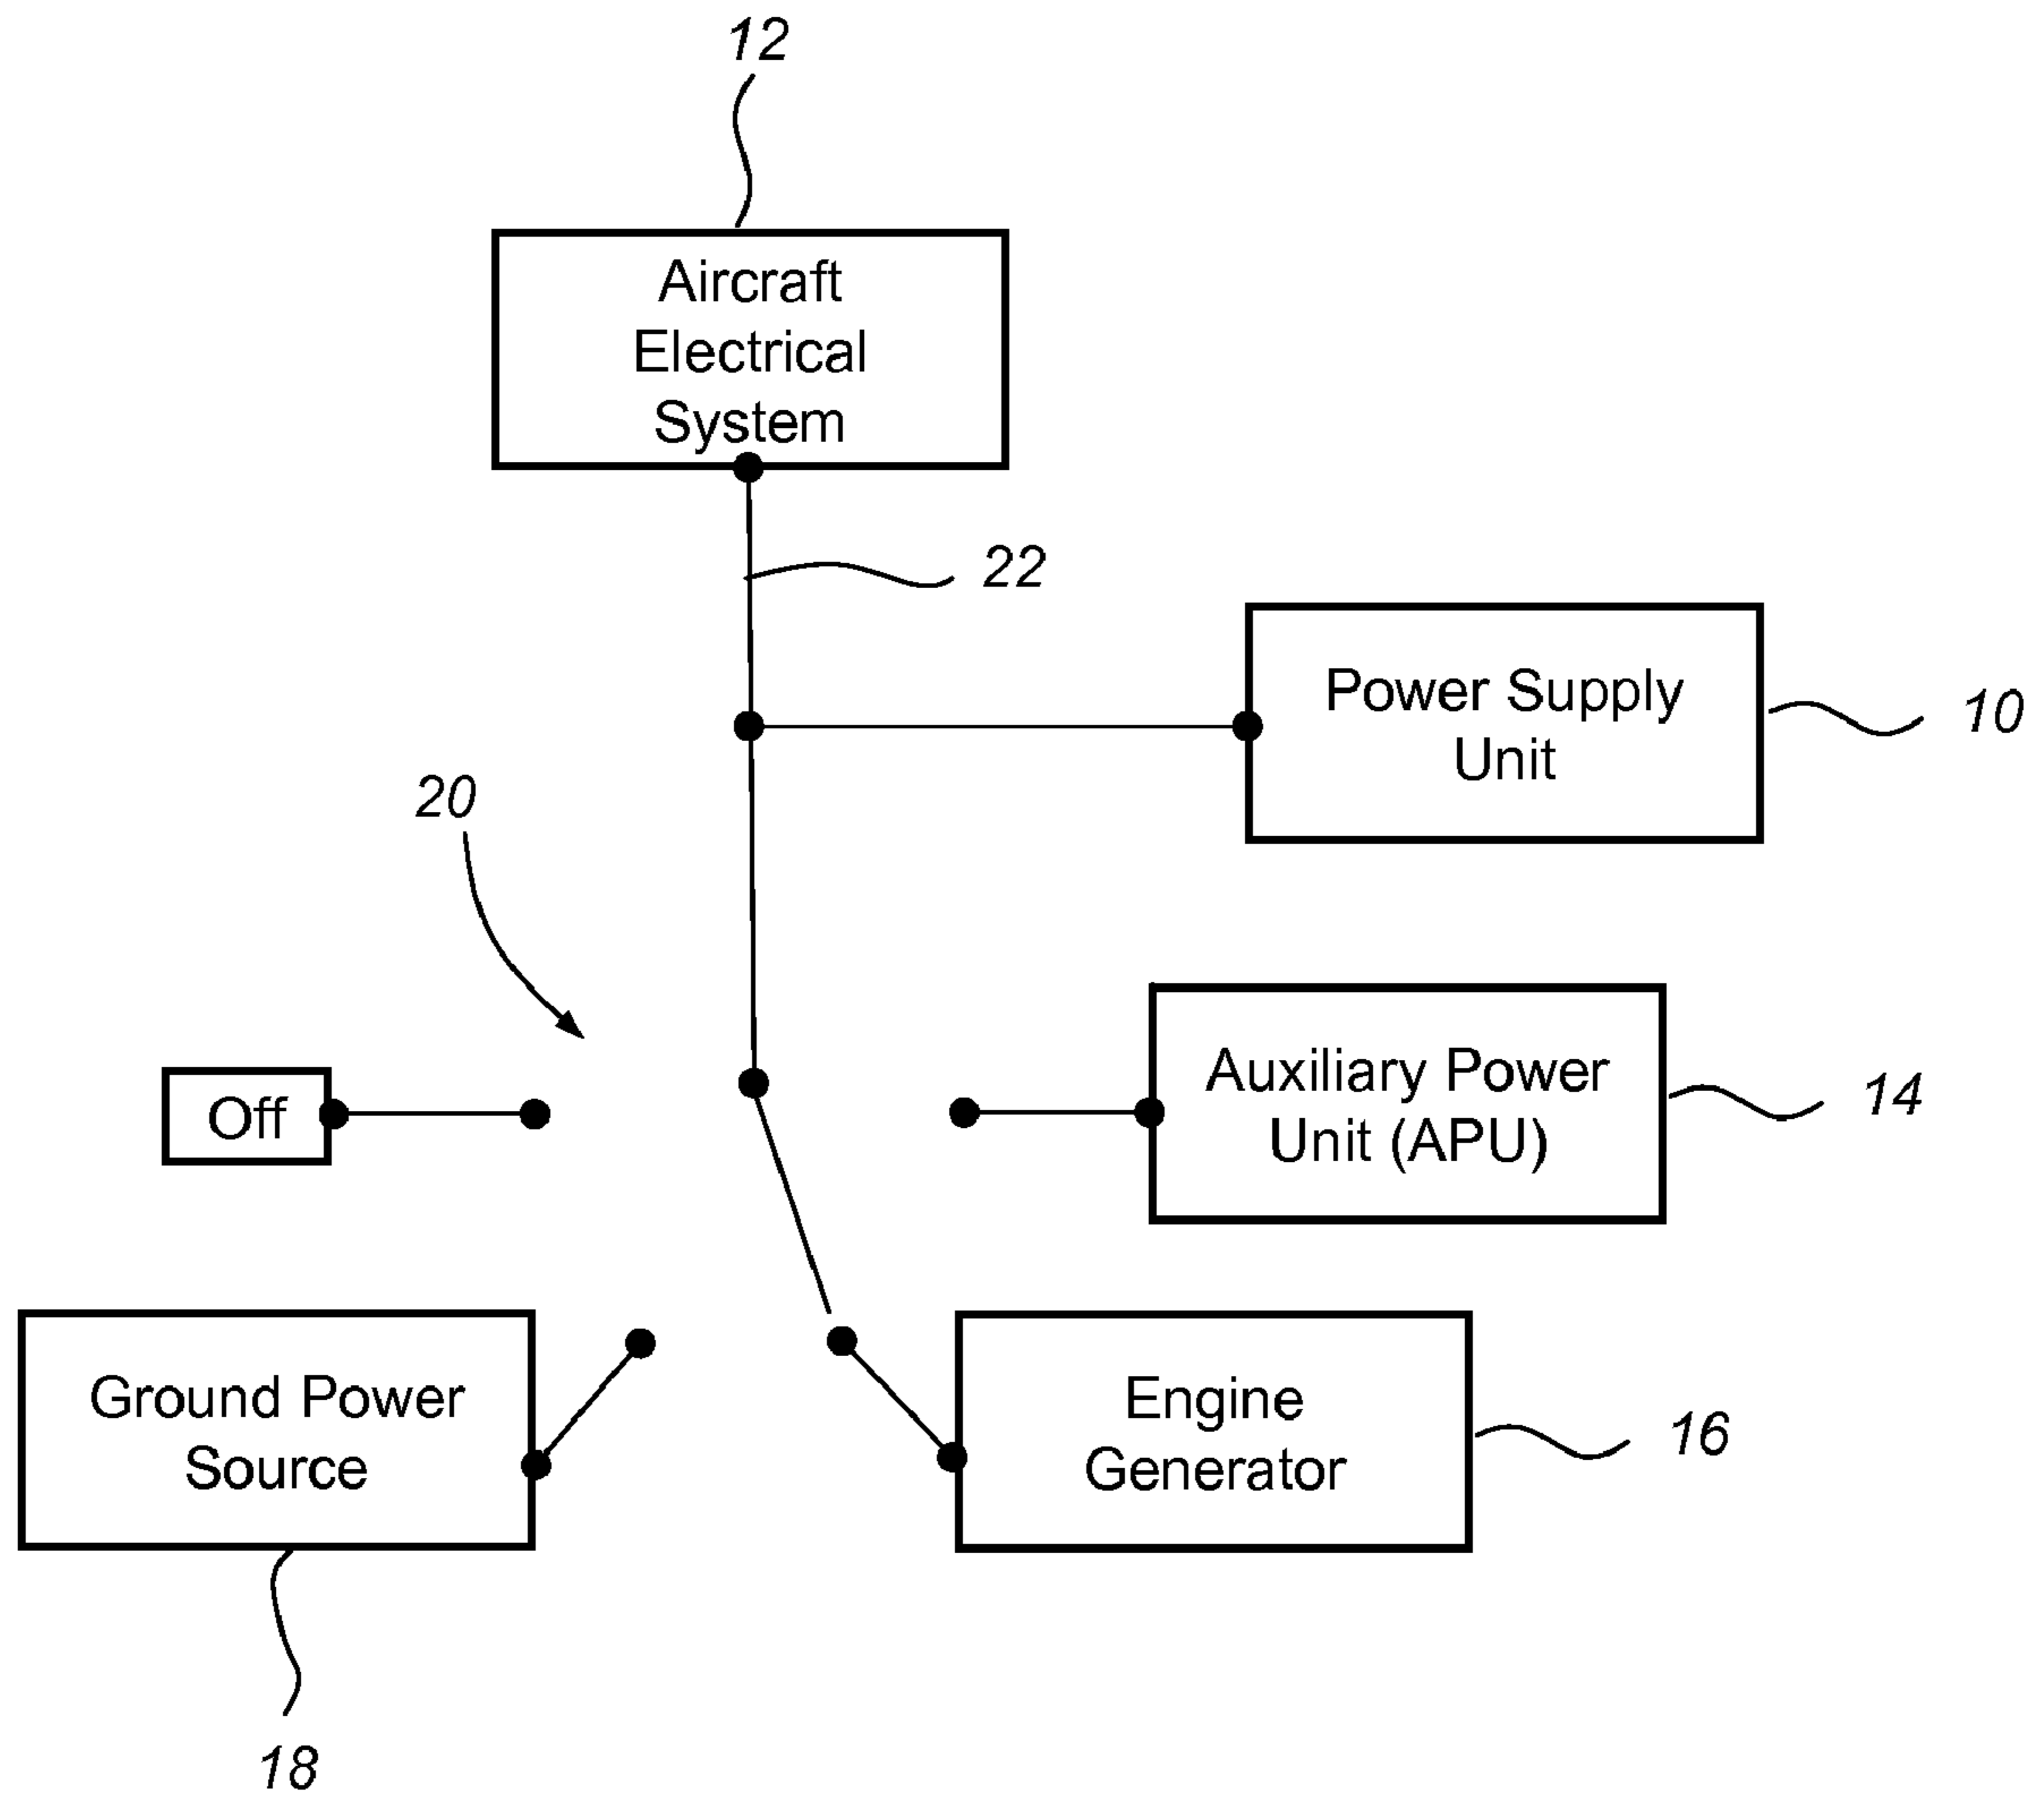 12
Aircraft
Electrical
System
22
Power Supply
Unit
10
20
Auxiliary Power
Unit (APU)
14
Off
Ground Power
Source
Engine
Generator
16
18